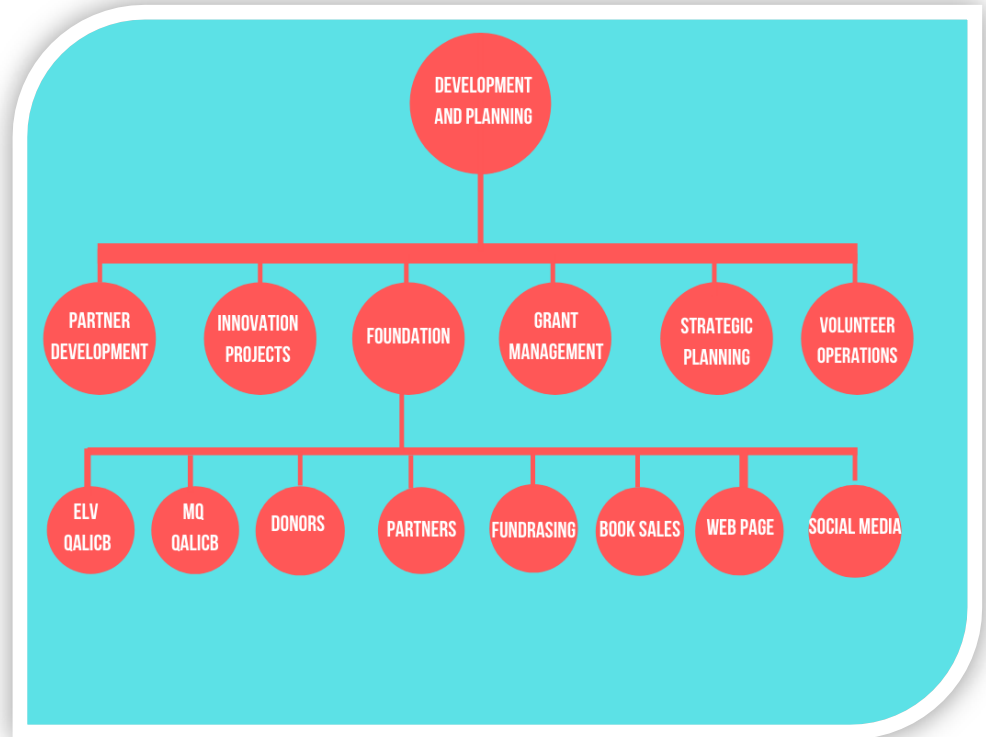 DEVELOPMENT
AND PLANNING
PARTNER
DEVELOPMENT
INNOVATION
PROJECTS
FOUNDATION
GRANT
MANAGEMENT
STRATEGIC
PLANNING
VOLUNTEER
OPERATIONS
ELV
QALICB
MQ
QALICB
DONORS
PARTNERS
FUNDRASING
BOOK SALES
WEB PAGE
SOCIAL MEDIA